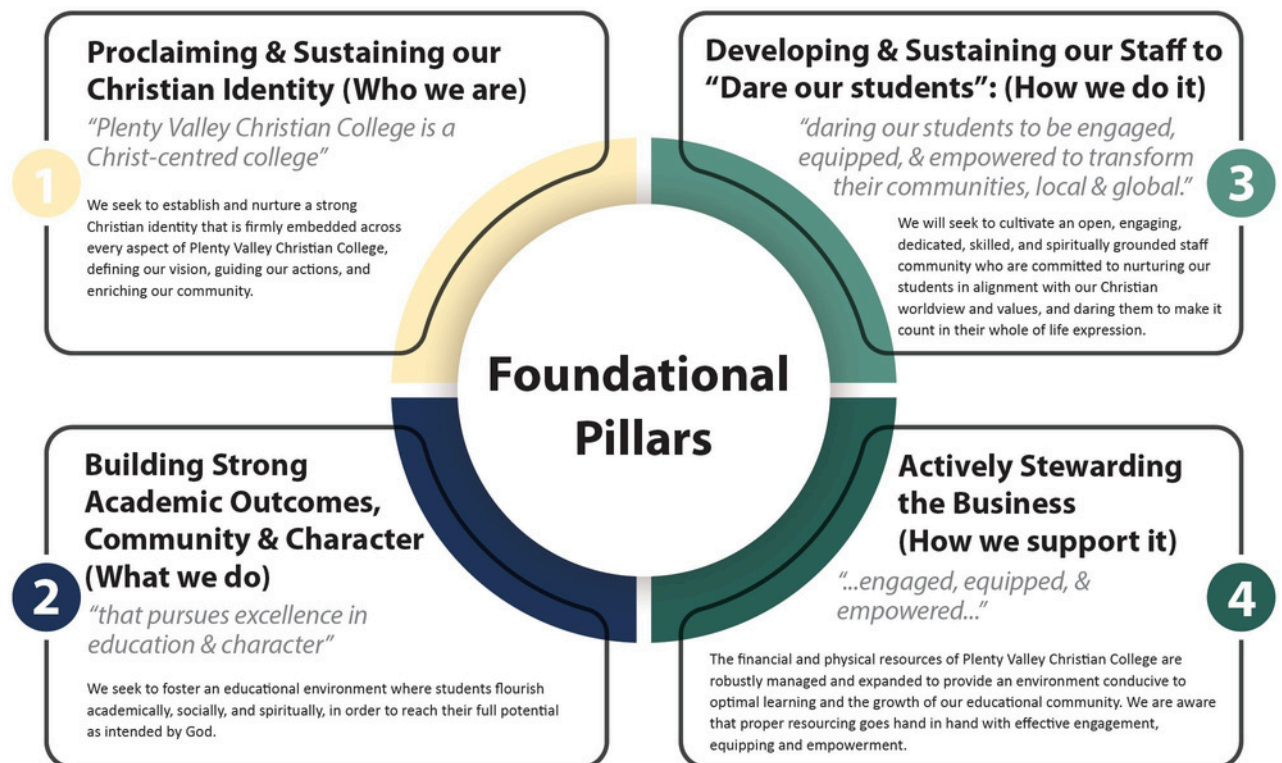 Proclaiming & Sustaining our
Christian Identity (Who we are)
“Plenty Valley Christian College is a
Christ-centred college”
1
We seek to establish and nurture a strong
Christian identity that is firmly embedded across
every aspect of Plenty Valley Christian College,
defining our vision, guiding our actions, and
enriching our community.
Building Strong
Academic Outcomes,
Community & Character
(What we do)
2
“that pursues excellence in
education & character”
We seek to foster an educational environment where students flourish
academically, socially, and spiritually, in order to reach their full potential
as intended by God.
Foundational
Pillars
Developing & Sustaining our Staff to
“Dare our students”: (How we do it)
“daring our students to be engaged,
equipped, & empowered to transform
their communities, local & global.”
3
We will seek to cultivate an open, engaging,
dedicated, skilled, and spiritually grounded staff
community who are committed to nurturing our
students in alignment with our Christian
worldview and values, and daring them to make it
count in their whole of life expression.
Actively Stewarding
the Business
(How we support it)
“...engaged, equipped, &
empowered...”
4
The financial and physical resources of Plenty Valley Christian College are
robustly managed and expanded to provide an environment conducive to
optimal learning and the growth of our educational community. We are aware
that proper resourcing goes hand in hand with effective engagement,
equipping and empowerment.